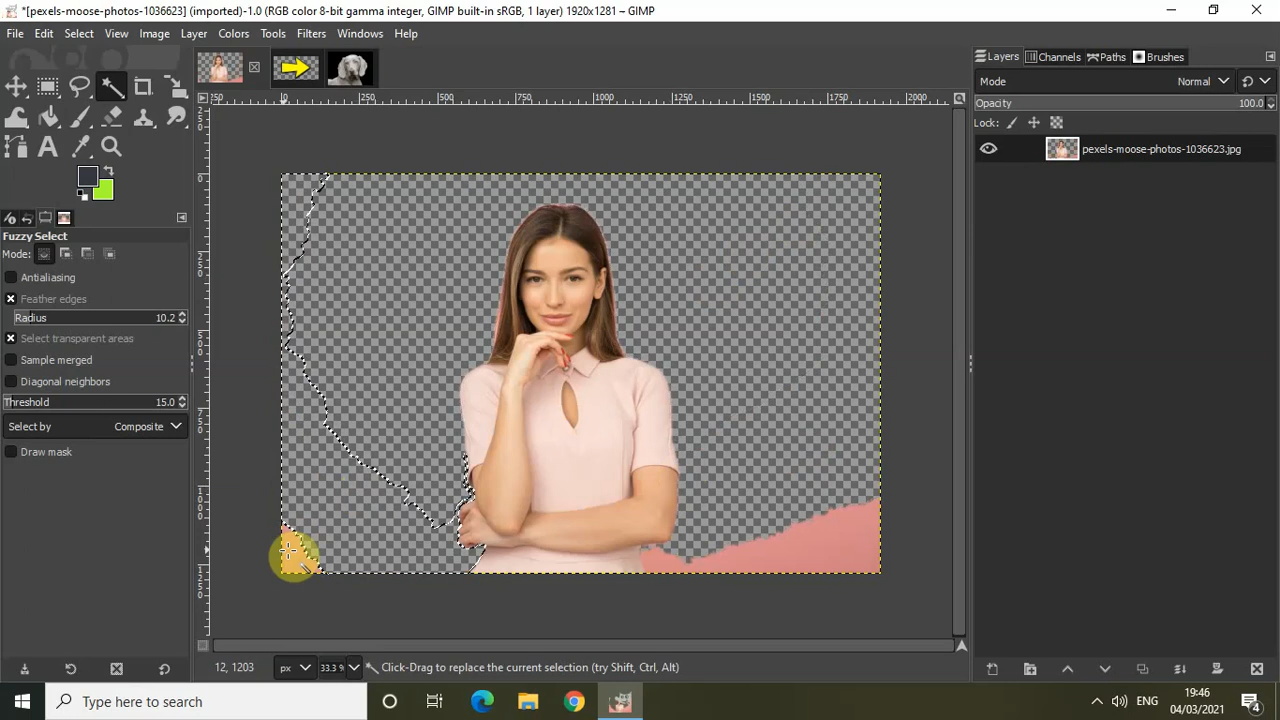 *[pexels-moose-photos-1036623] (imported)-1.0 (RGB color 8-bit gamma integer, GIMP built-in sRGB, 1 layer) 1920x1281 – GIMP
File Edit Select View Image Layer Colors Tools Filters Windows Help
Layers Channels Paths Brushes
Mode Normal
Opacity 100.0
Lock:
pexels-moose-photos-1036623.jpg
250 0 250 500 750 1000 1250 1500 1750 2000
Fuzzy Select
Mode:
Antialiasing
Feather edges
Radius 10.2
Select transparent areas
Sample merged
Diagonal neighbors
Threshold 15.0
Select by Composite
Draw mask
12, 1203 px 33.3 % Click-Drag to replace the current selection (try Shift, Ctrl, Alt)
Type here to search
ENG
19:46
04/03/2021
4